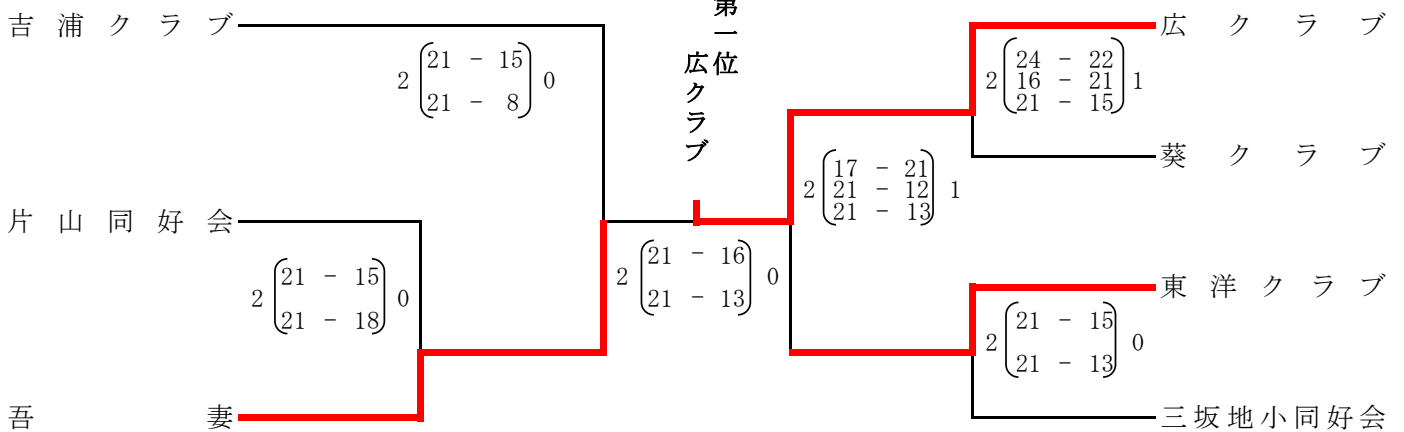 第一位
広クラブ
吉浦クラブ
2 21 - 15 0
21 - 8
片山同好会
2 21 - 15 0
21 - 18
吾妻
2 21 - 16 0
21 - 13
広クラブ
24 - 22
2 16 - 21 1
21 - 15
葵クラブ
17 - 21
2 21 - 12 1
21 - 13
東洋クラブ
2 21 - 15 0
21 - 13
三坂地小同好会